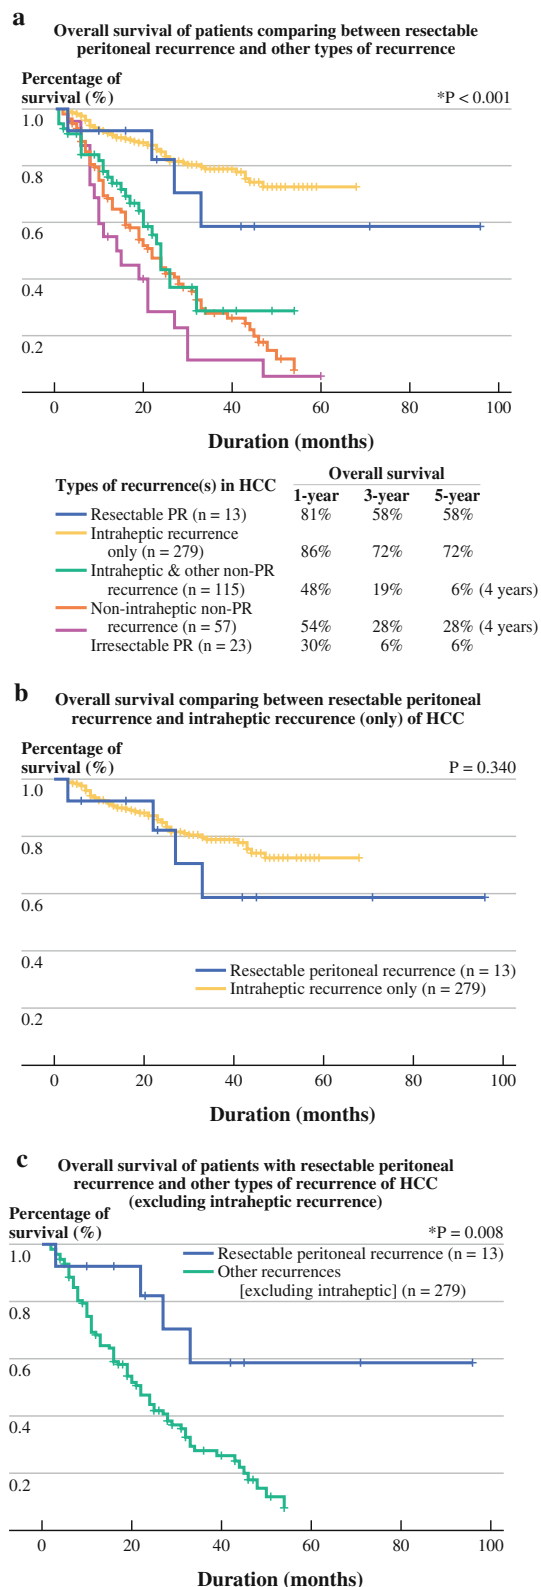 a
Overall survival of patients comparing between resectable
peritoneal recurrence and other types of recurrence
Percentage of
survival (%)
*P < 0.001
1.0
0.8
0.6
0.4
0.2
0 20 40 60 80 100
Duration (months)
Types of recurrence(s) in HCC
Overall survival
1-year 3-year 5-year
Resectable PR (n = 13) 81% 58% 58%
Intraheptic recurrence
only (n = 279) 86% 72% 72%
Intraheptic & other non-PR
recurrence (n = 115) 48% 19% 6% (4 years)
Non-intraheptic non-PR
recurrence (n = 57) 54% 28% 28% (4 years)
Irresectable PR (n = 23) 30% 6% 6%
b
Overall survival comparing between resectable peritoneal
recurrence and intraheptic reccurence (only) of HCC
Percentage of
survival (%)
P = 0.340
1.0
0.8
0.6
0.4
0.2
Resectable peritoneal recurrence (n = 13)
Intraheptic recurrence only (n = 279)
0 20 40 60 80 100
Duration (months)
c
Overall survival of patients with resectable peritoneal
recurrence and other types of recurrence of HCC
(excluding intraheptic recurrence)
Percentage of
survival (%)
*P = 0.008
1.0
Resectable peritoneal recurrence (n = 13)
Other recurrences
[excluding intraheptic] (n = 279)
0.8
0.6
0.4
0.2
0 20 40 60 80 100
Duration (months)